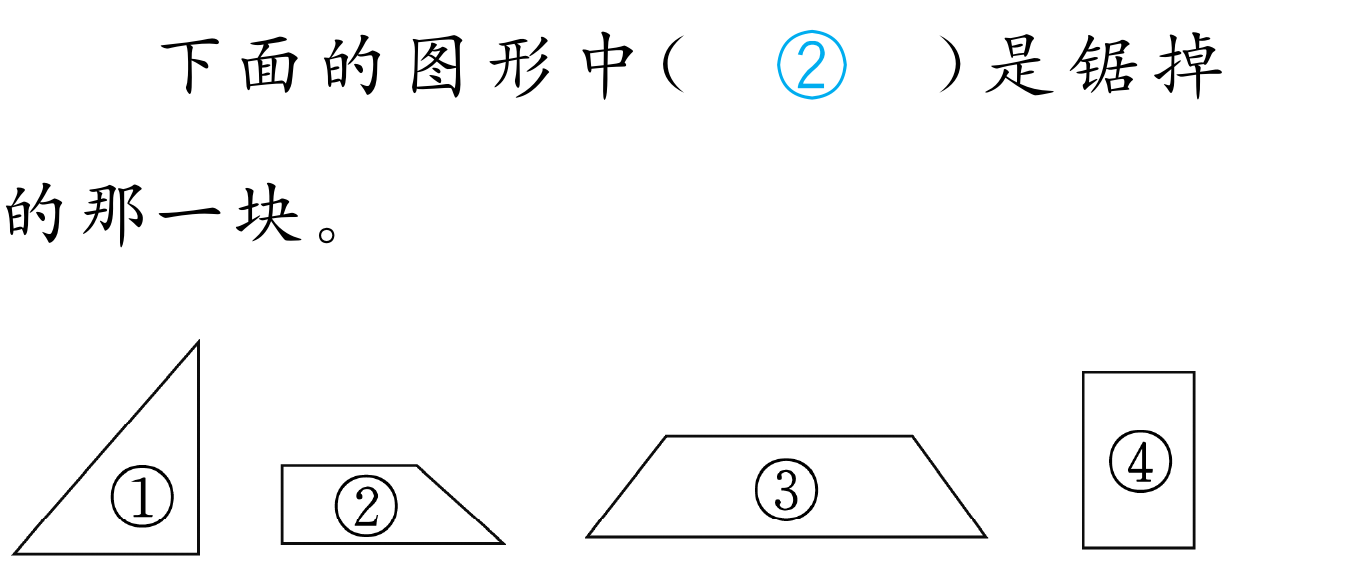 下面的图形中( ② )是锯掉
的那一块。
① ② ③ ④